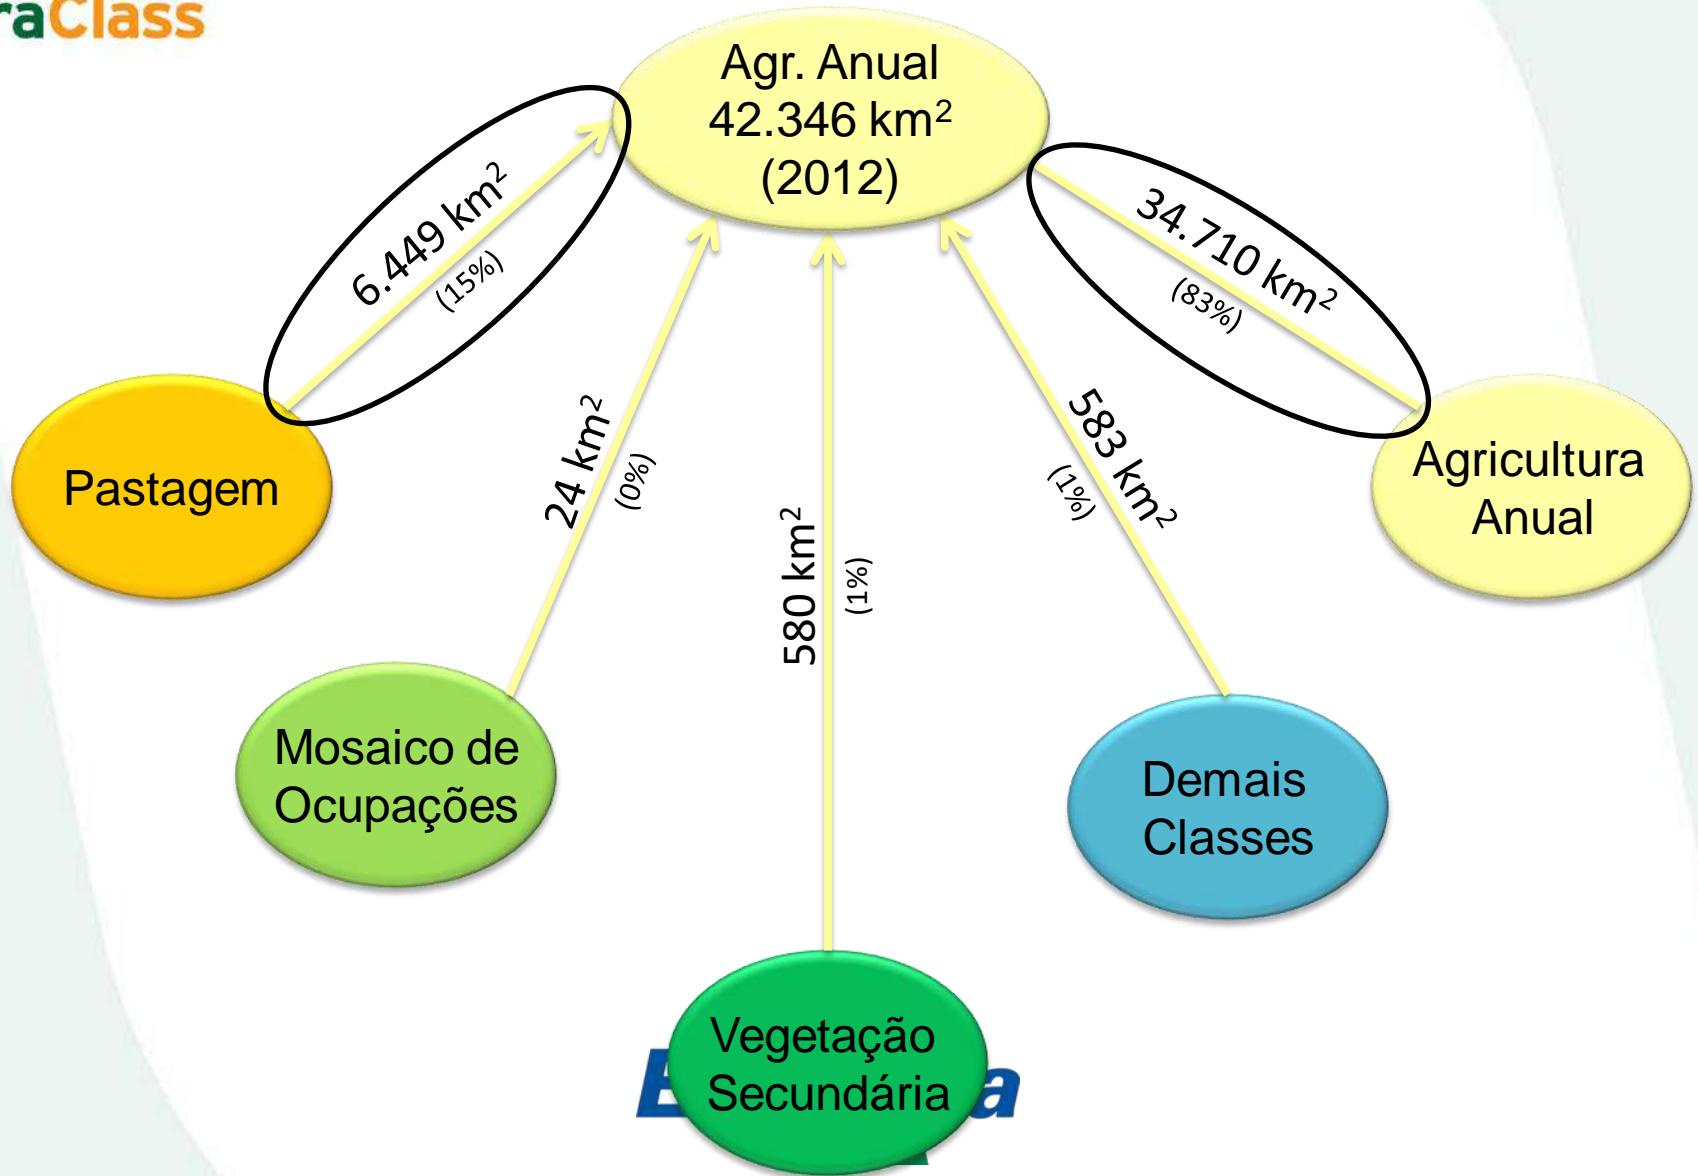 raClass
Agr. Anual
42.346 km²
(2012)
6.449 km²
(15%)
34.710 km²
(83%)
24 km²
(0%)
583 km²
(1%)
580 km²
(1%)
Pastagem
Agricultura
Anual
Mosaico de
Ocupações
Demais
Classes
Vegetação
Secundária